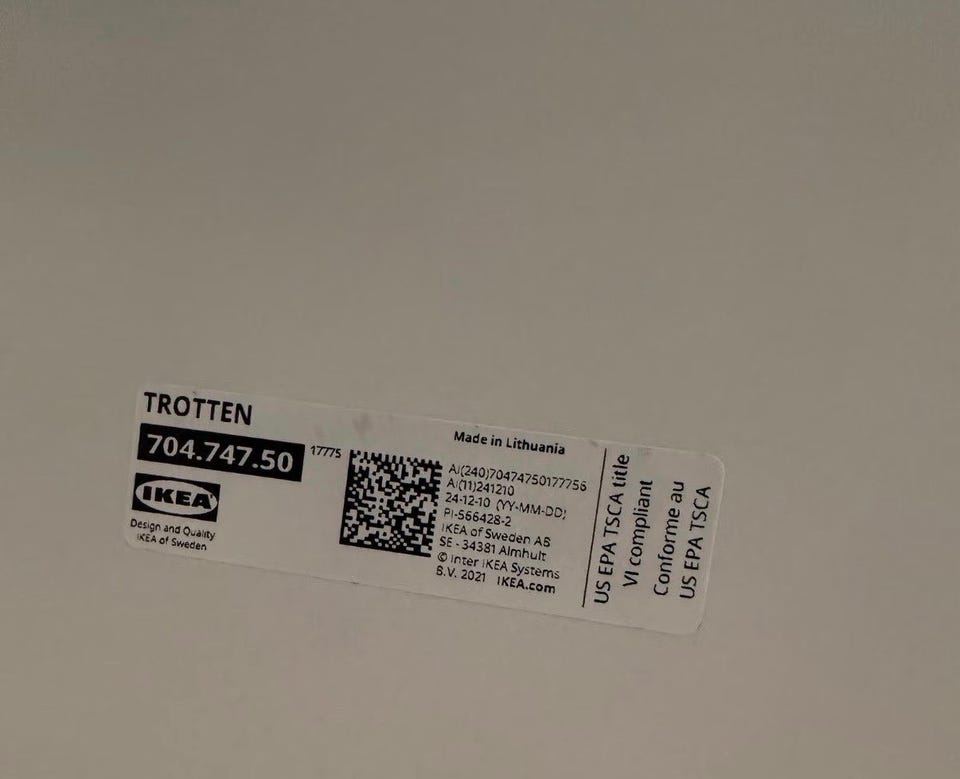 TROTTEN
704.747.50
17775
IKEA
Design and Quality
IKEA of Sweden
Made in Lithuania
AI(240)70474750177756
AI(11)241210
24-12-10 (YY-MM-DD)
PI-566428-2
IKEA of Sweden AB
SE - 34381 Älmhult
© Inter IKEA Systems
B.V. 2021 IKEA.com
US EPA TSCA title
VI compliant
Conforme au
US EPA TSCA